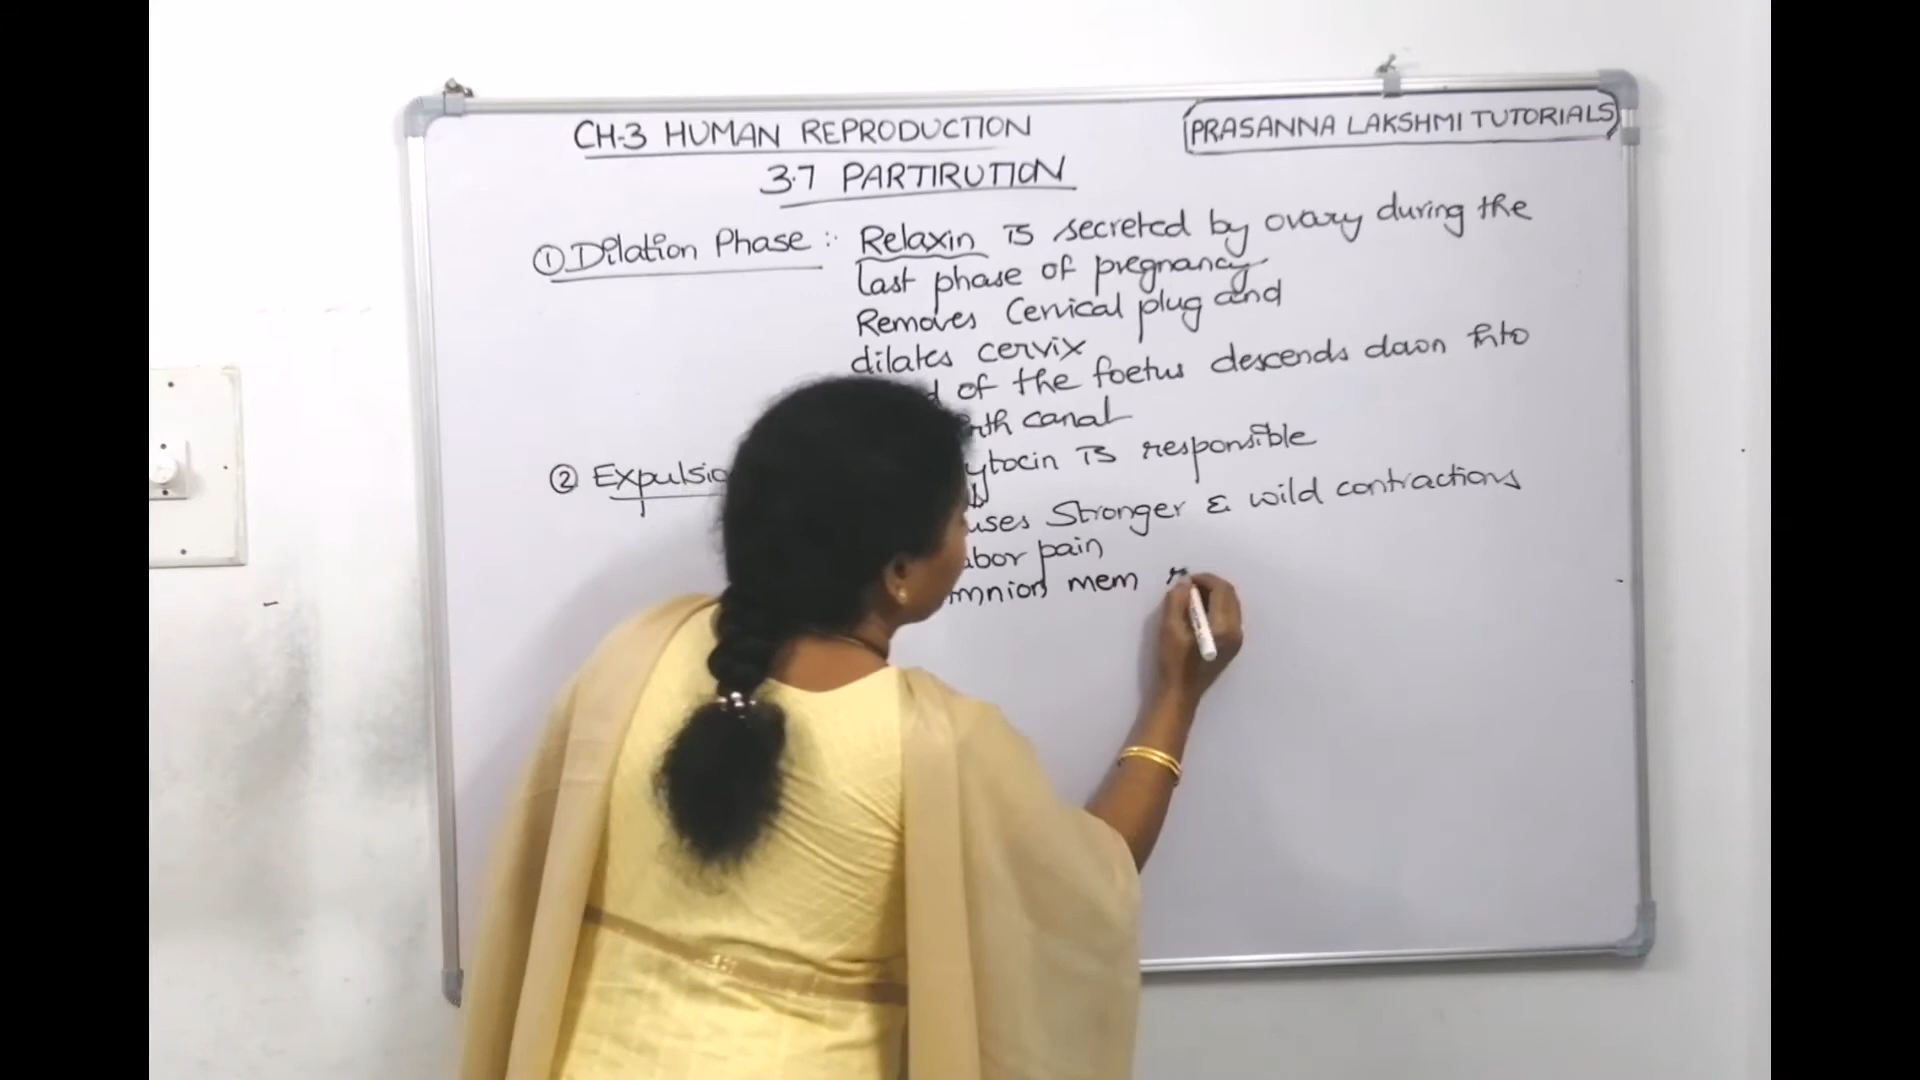 CH-3 HUMAN REPRODUCTION
PRASANNA LAKSHMI TUTORIALS
3.7 PARTIRUTION
① Dilation Phase :- Relaxin is secreted by ovary during the
last phase of pregnancy
Removes Cervical plug and
dilates cervix
of the foetus descends down into
canal
② is responsible
Stronger & wild contractions
pain
mem